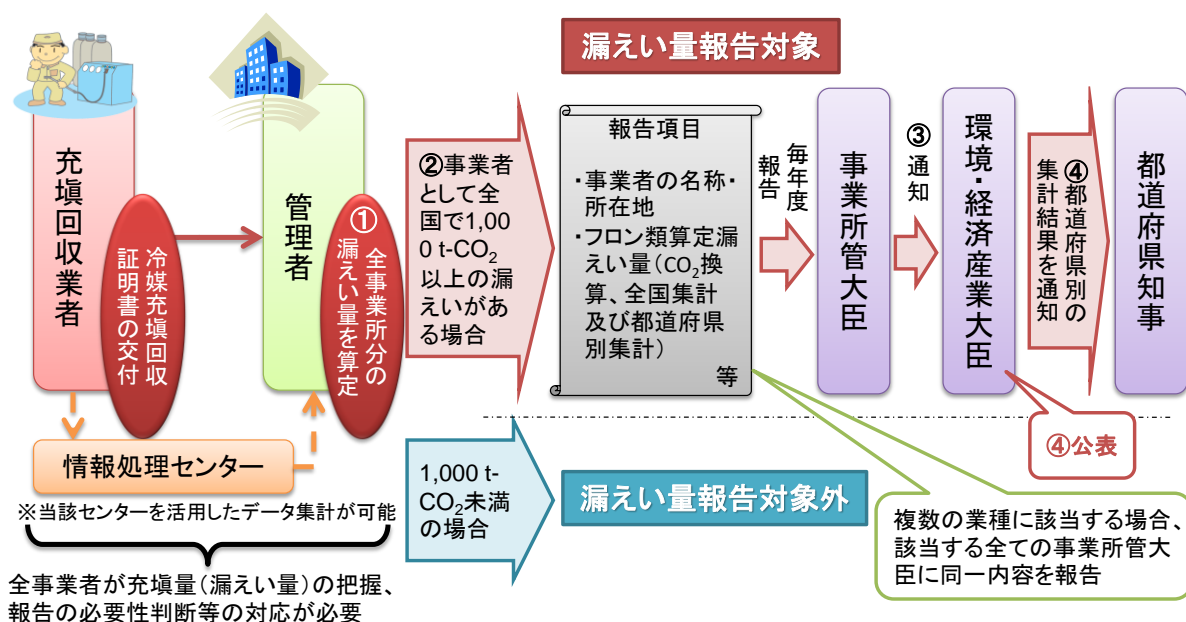 漏えい量報告対象
充塡回収業者
冷媒充塡回収
証明書の交付
管理者
①全事業所分の
漏えい量を算定
情報処理センター
※当該センターを活用したデータ集計が可能
全事業者が充塡量(漏えい量)の把握、
報告の必要性判断等の対応が必要
②事業者
として全
国で1,00
0 t-CO₂
以上の漏
えいがあ
る場合
報告項目
・事業者の名称・
所在地
・フロン類算定漏
えい量(CO₂換
算、全国集計
及び都道府県
別集計)
等
毎年度
報告
事業所管大臣
③
通知
環境・経済産業大臣
④都道府県別の
集計結果を通知
都道府県知事
④公表
1,000 t-
CO₂未満
の場合
漏えい量報告対象外
複数の業種に該当する場合、
該当する全ての事業所管大
臣に同一内容を報告